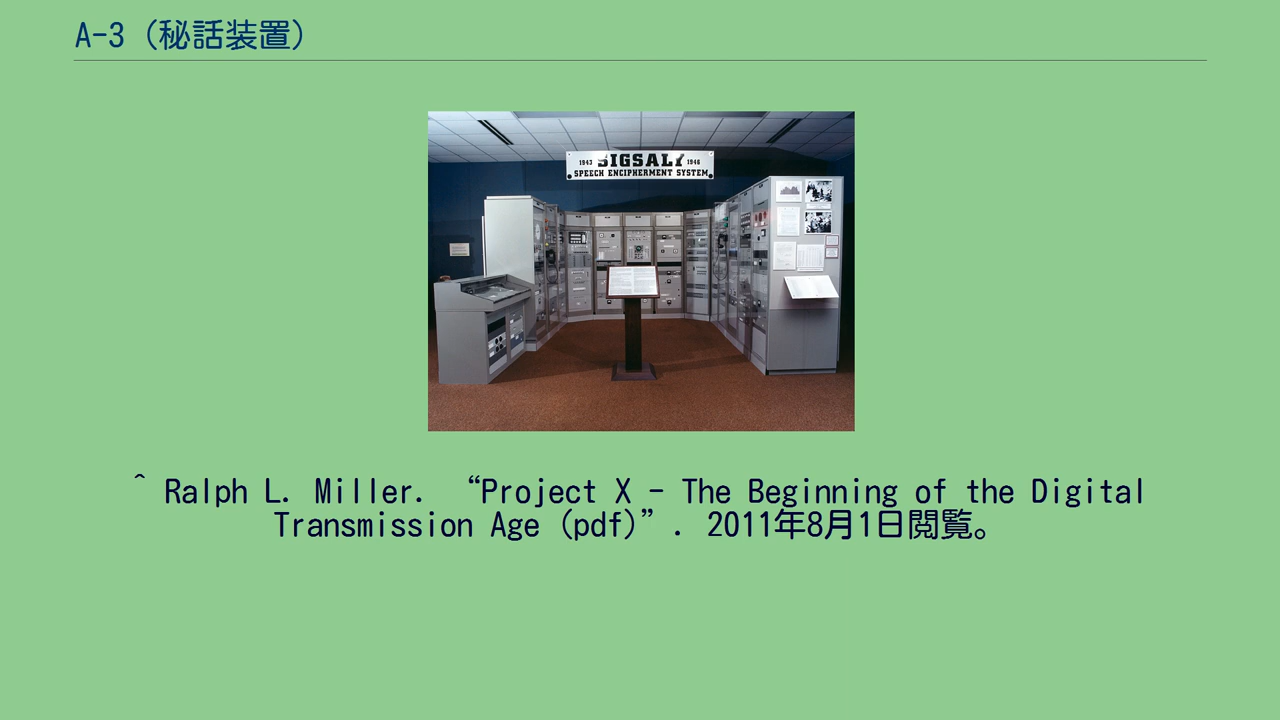 A-3 (秘話装置)
1943 SIGSALY 1946
SPEECH ENCIPHERMENT SYSTEM
^ Ralph L. Miller. “Project X - The Beginning of the Digital
Transmission Age (pdf)”. 2011年8月1日閲覧。